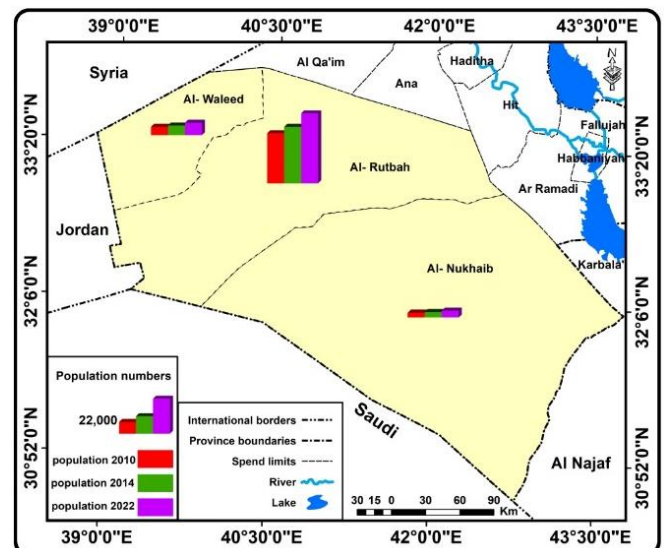 39°0'0"E 40°30'0"E 42°0'0"E 43°30'0"E
Syria
Al Qa'im
Haditha
N
Ana
Al- Waleed
Hit
Fallujah
33°20'0"N
33°20'0"N
Habbaniyah
Al- Rutbah
Ar Ramadi
Jordan
Karbala'
Al- Nukhaib
32°6'0"N
32°6'0"N
Population numbers
22,000
population 2010
population 2014
population 2022
International borders
Province boundaries
Spend limits
River
Lake
Saudi
Al Najaf
30°52'0"N
30°52'0"N
30 15 0 30 60 90
Km
39°0'0"E 40°30'0"E 42°0'0"E 43°30'0"E